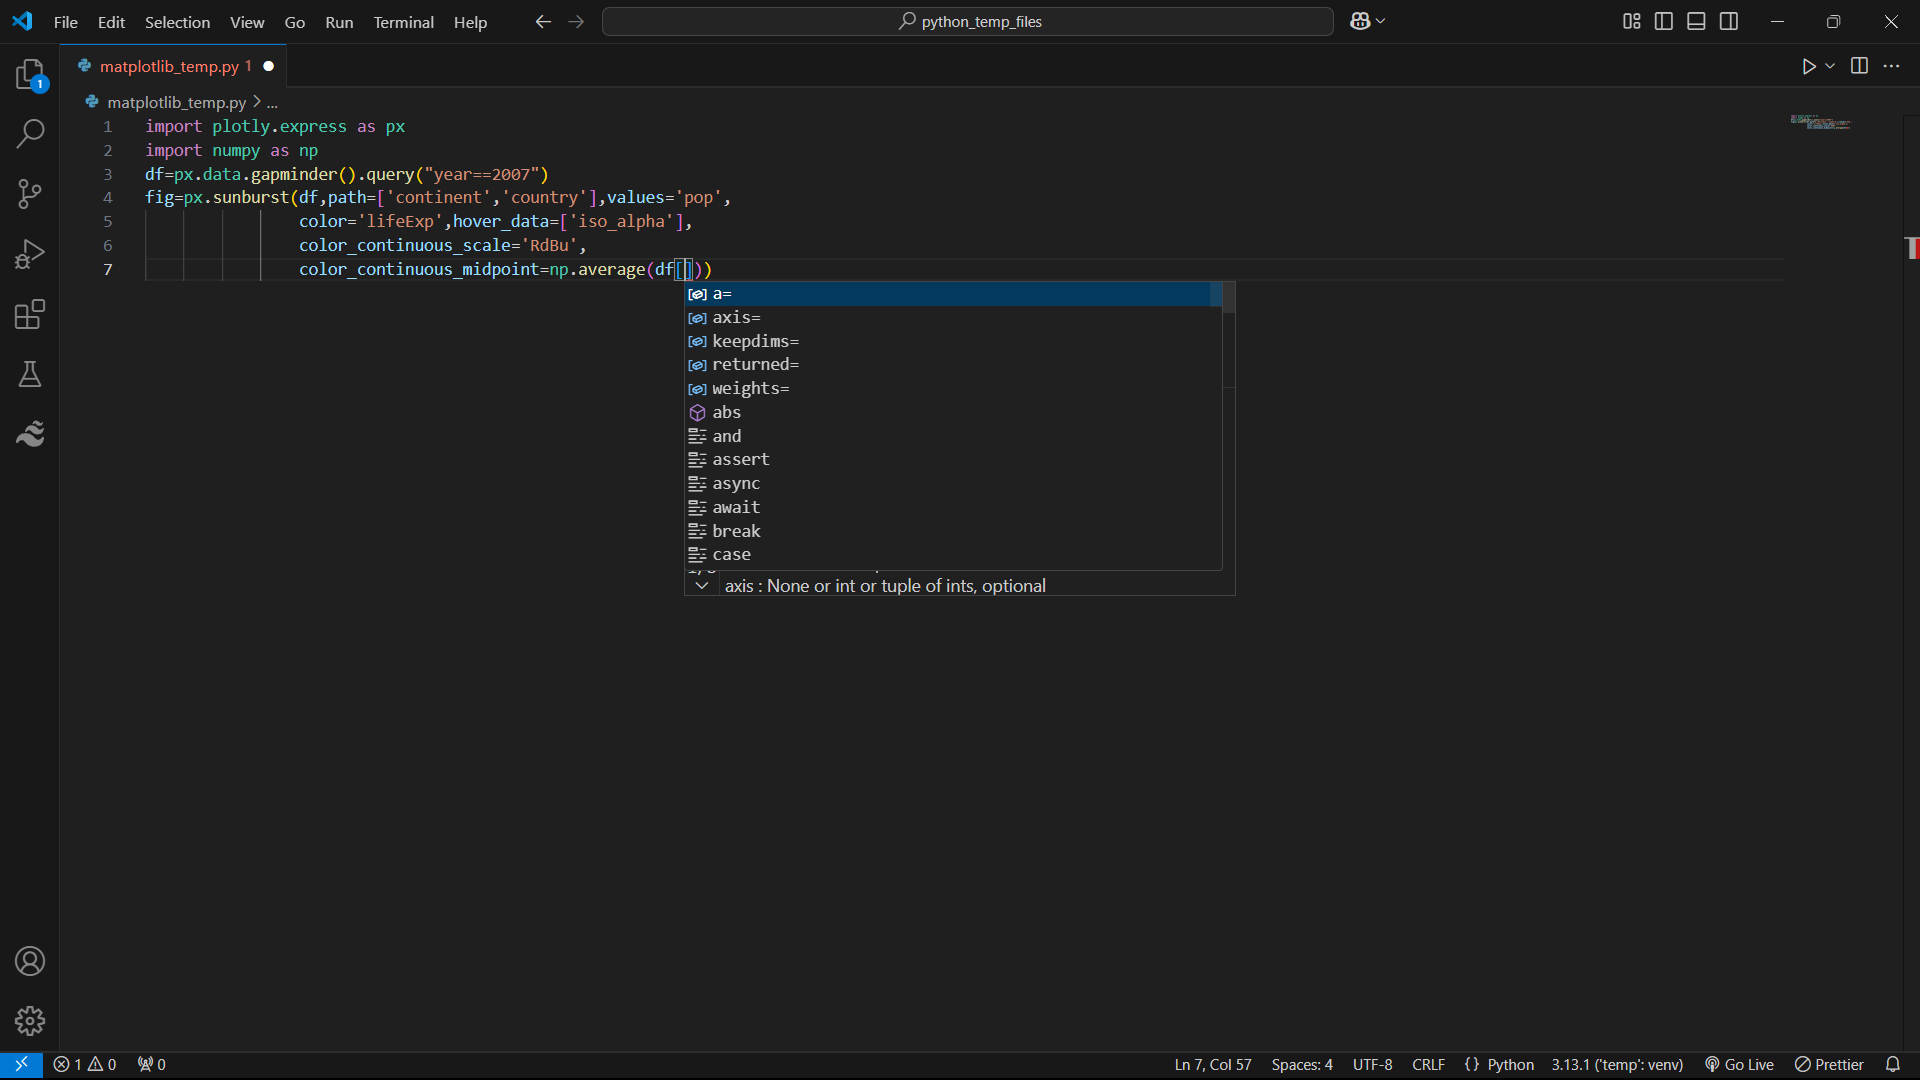 File Edit Selection View Go Run Terminal Help
python_temp_files
1
matplotlib_temp.py 1
matplotlib_temp.py > ...
1 import plotly.express as px
2 import numpy as np
3 df=px.data.gapminder().query("year==2007")
4 fig=px.sunburst(df,path=['continent','country'],values='pop',
5 color='lifeExp',hover_data=['iso_alpha'],
6 color_continuous_scale='RdBu',
7 color_continuous_midpoint=np.average(df[]))
a=
axis=
keepdims=
returned=
weights=
abs
and
assert
async
await
break
case
axis : None or int or tuple of ints, optional
1 0 0 Ln 7, Col 57 Spaces: 4 UTF-8 CRLF {} Python 3.13.1 ('temp': venv) Go Live Prettier